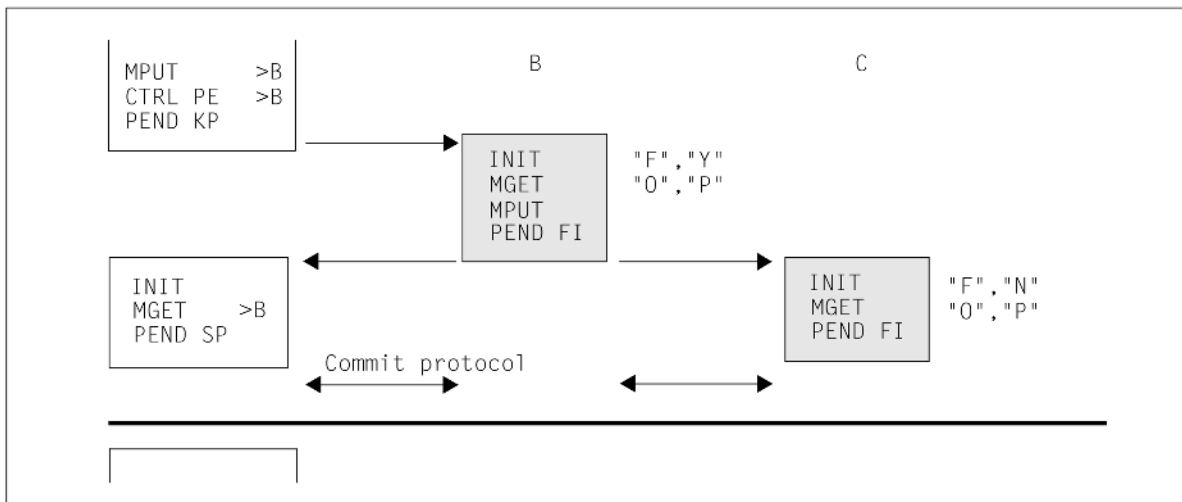 B C
MPUT >B
CTRL PE >B
PEND KP
INIT "F","Y"
MGET "O","P"
MPUT
PEND FI
INIT
MGET >B
PEND SP
INIT "F","N"
MGET "O","P"
PEND FI
Commit protocol